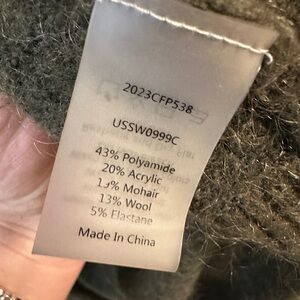 2023CFP538
USSW0999C
43% Polyamide
20% Acrylic
19% Mohair
13% Wool
5% Elastane
Made In China